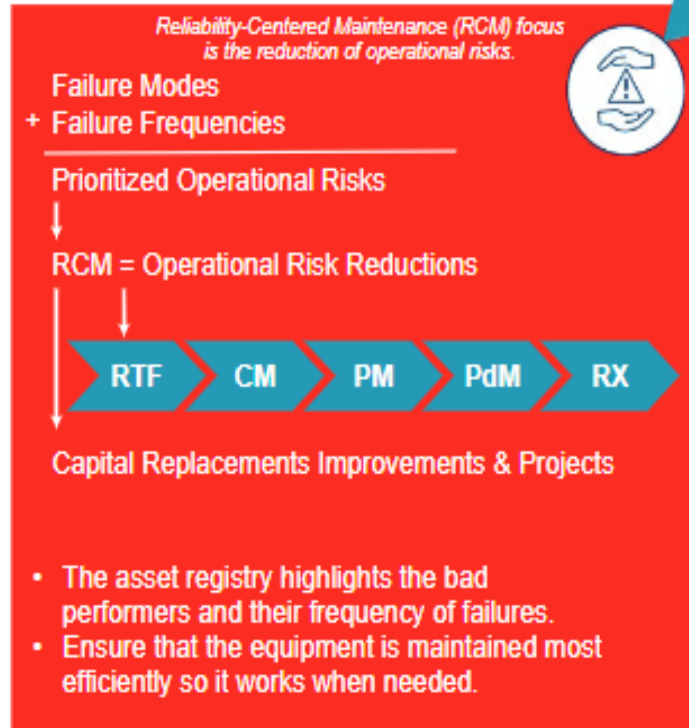 Reliability-Centered Maintenance (RCM) focus
is the reduction of operational risks.
Failure Modes
+ Failure Frequencies
Prioritized Operational Risks
RCM = Operational Risk Reductions
RTF CM PM PdM RX
Capital Replacements Improvements & Projects
• The asset registry highlights the bad
performers and their frequency of failures.
• Ensure that the equipment is maintained most
efficiently so it works when needed.